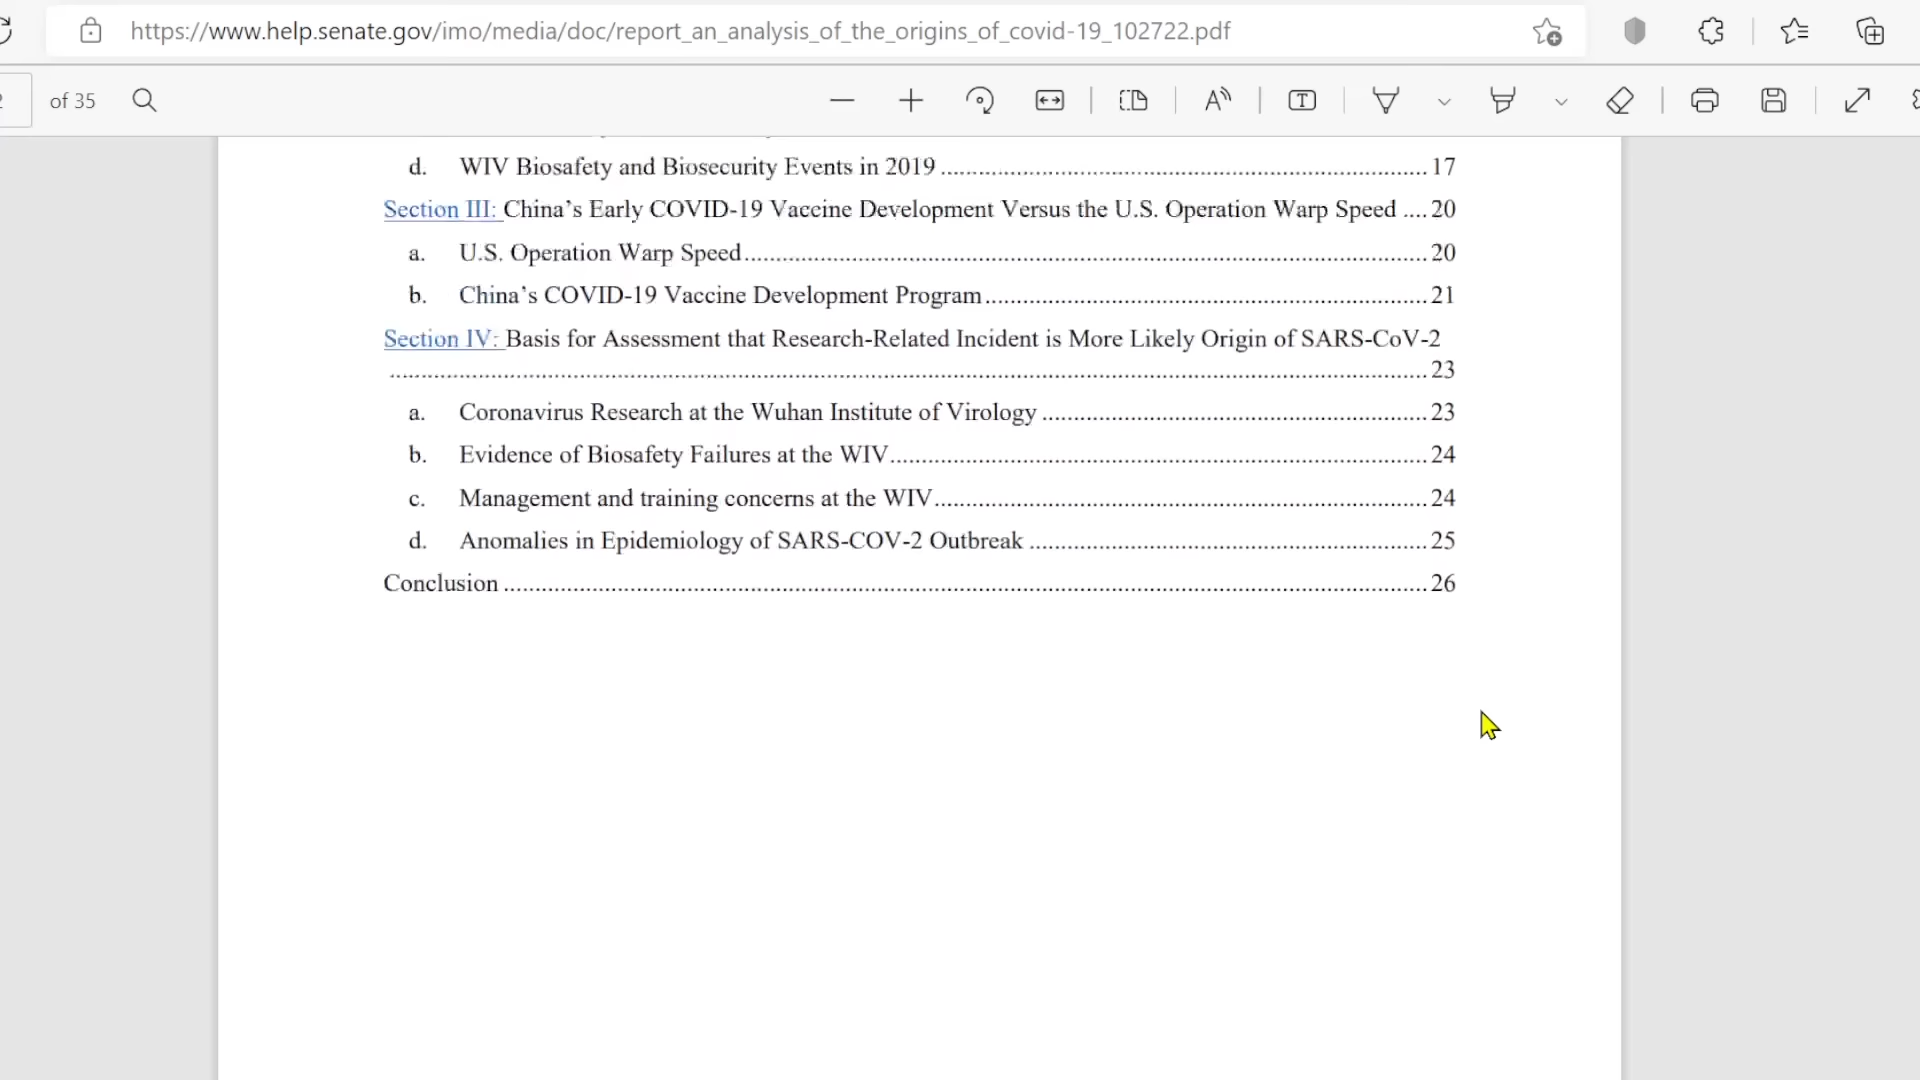 https://www.help.senate.gov/imo/media/doc/report_an_analysis_of_the_origins_of_covid-19_102722.pdf
2 of 35
d. WIV Biosafety and Biosecurity Events in 2019 ........ 17
Section III: China’s Early COVID-19 Vaccine Development Versus the U.S. Operation Warp Speed .... 20
a. U.S. Operation Warp Speed ........ 20
b. China’s COVID-19 Vaccine Development Program ........ 21
Section IV: Basis for Assessment that Research-Related Incident is More Likely Origin of SARS-CoV-2
........ 23
a. Coronavirus Research at the Wuhan Institute of Virology ........ 23
b. Evidence of Biosafety Failures at the WIV ........ 24
c. Management and training concerns at the WIV ........ 24
d. Anomalies in Epidemiology of SARS-COV-2 Outbreak ........ 25
Conclusion ........ 26